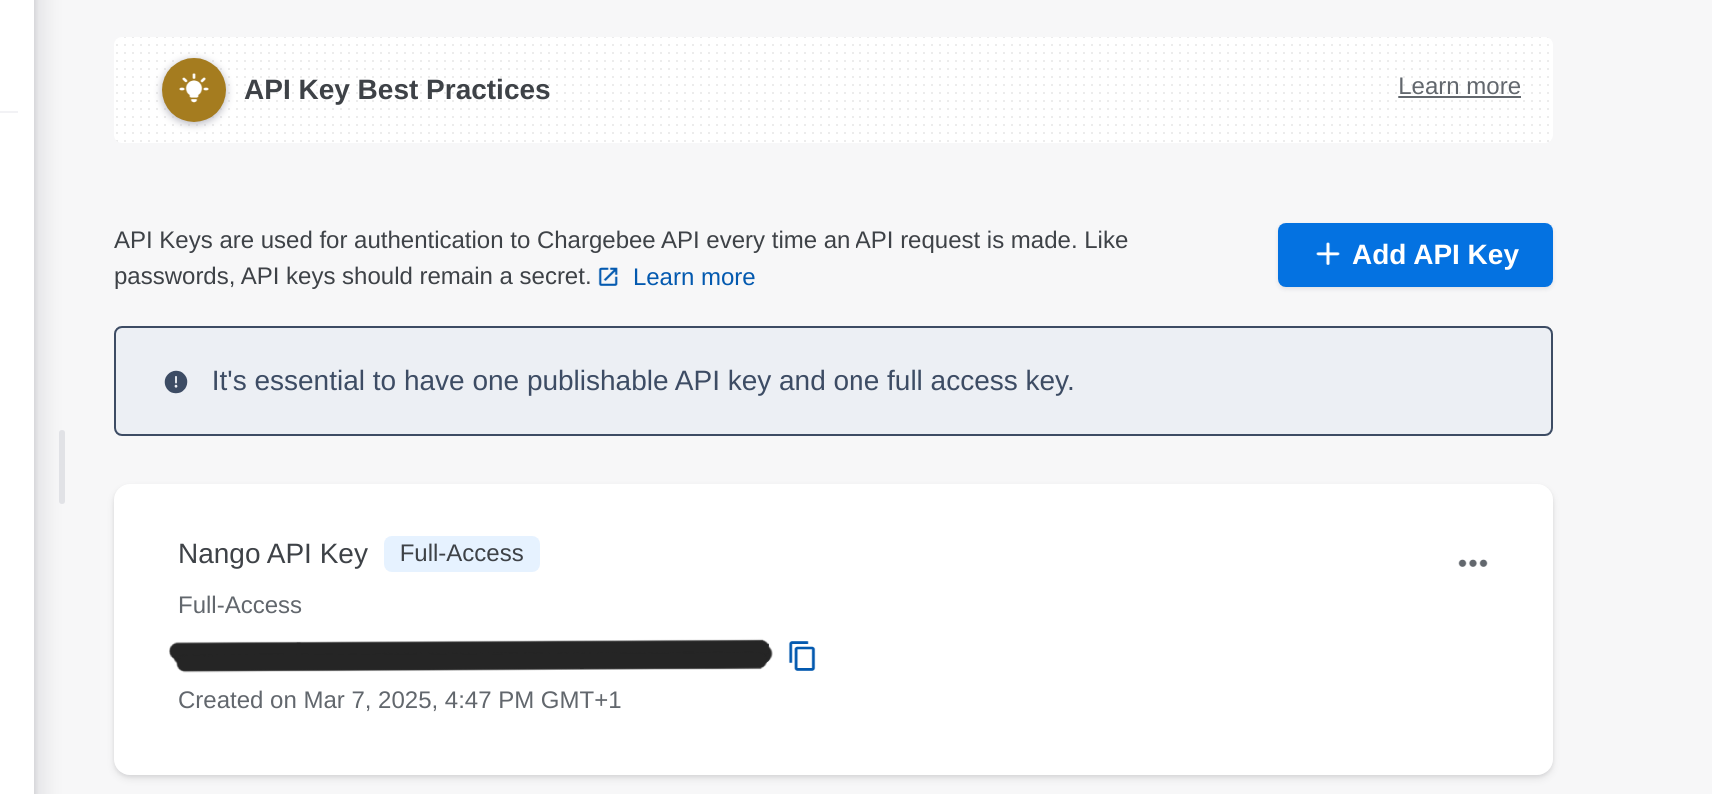 API Key Best Practices
Learn more
API Keys are used for authentication to Chargebee API every time an API request is made. Like
passwords, API keys should remain a secret. Learn more
+ Add API Key
It's essential to have one publishable API key and one full access key.
Nango API Key Full-Access
Full-Access
Created on Mar 7, 2025, 4:47 PM GMT+1